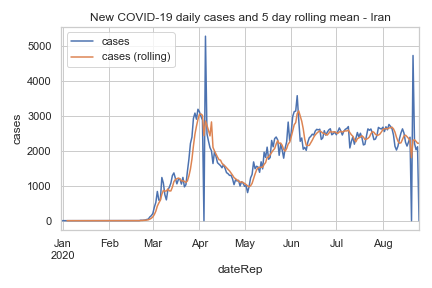 New COVID-19 daily cases and 5 day rolling mean - Iran
cases
cases (rolling)
cases
5000
4000
3000
2000
1000
0
Jan Feb Mar Apr May Jun Jul Aug
2020
dateRep